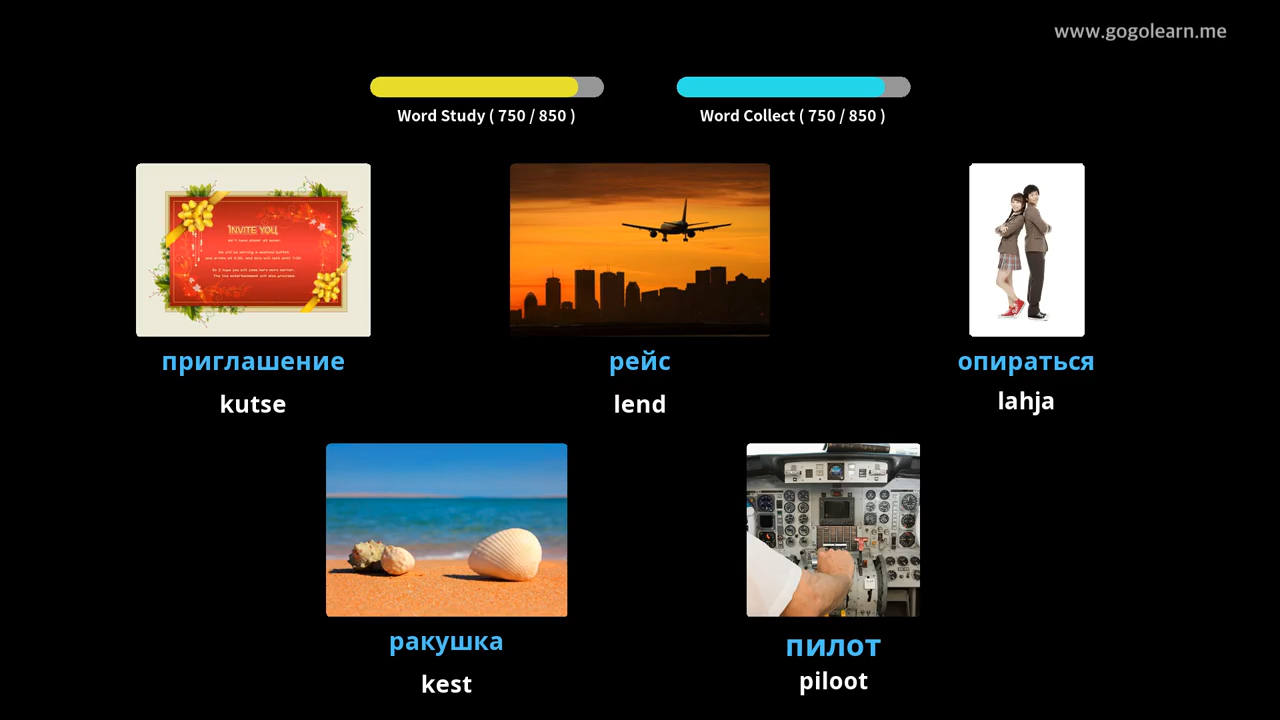 www.gogolearn.me
Word Study ( 750 / 850 )
Word Collect ( 750 / 850 )
INVITE YOU
приглашение
kutse
рейс
lend
опираться
lahja
ракушка
kest
пилот
piloot